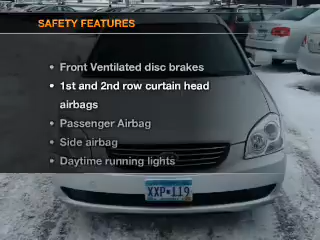 SAFETY FEATURES
• Front Ventilated disc brakes
• 1st and 2nd row curtain head
airbags
• Passenger Airbag
• Side airbag
• Daytime running lights
XXP•L19